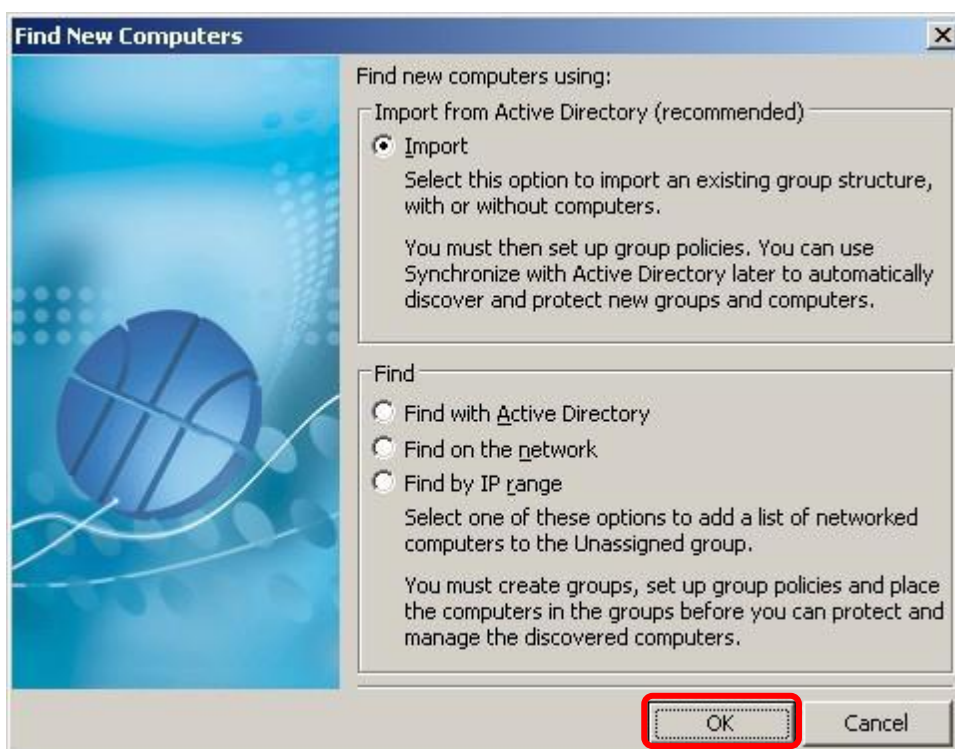 Find New Computers
Find new computers using:
Import from Active Directory (recommended)
Import
Select this option to import an existing group structure,
with or without computers.
You must then set up group policies. You can use
Synchronize with Active Directory later to automatically
discover and protect new groups and computers.
Find
Find with Active Directory
Find on the network
Find by IP range
Select one of these options to add a list of networked
computers to the Unassigned group.
You must create groups, set up group policies and place
the computers in the groups before you can protect and
manage the discovered computers.
OK
Cancel